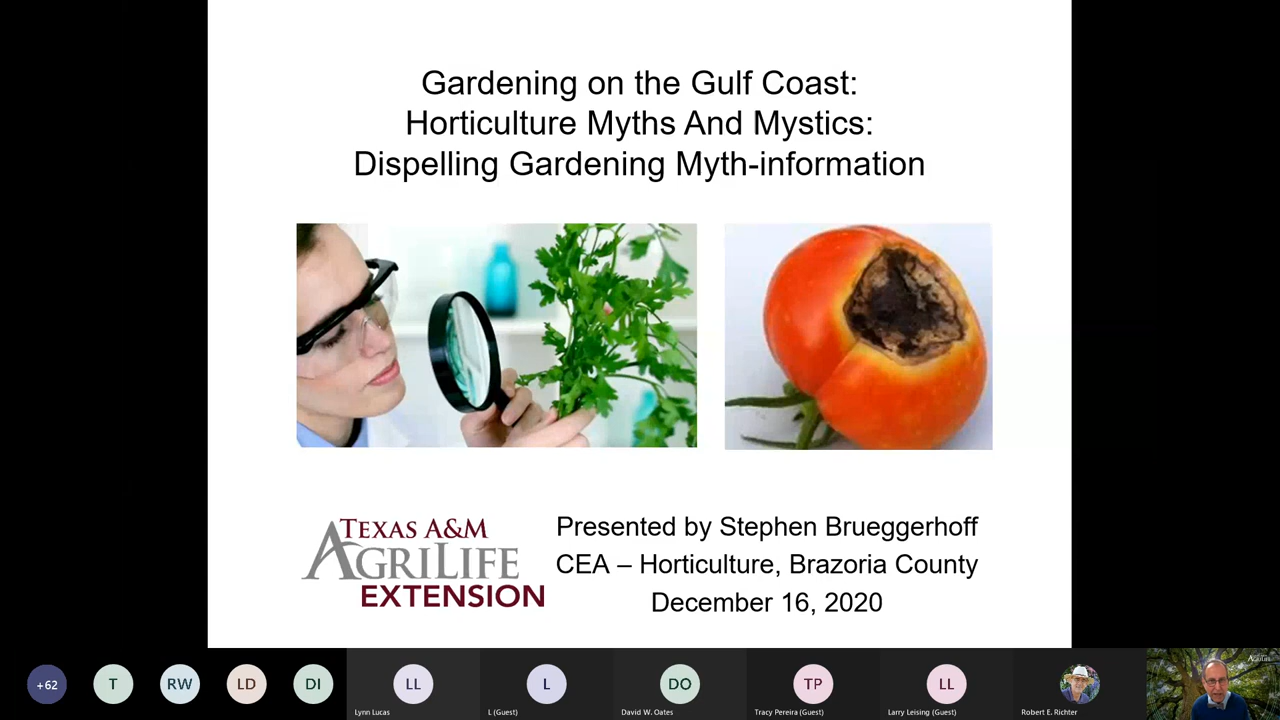 Gardening on the Gulf Coast:
Horticulture Myths And Mystics:
Dispelling Gardening Myth-information
TEXAS A&M
AGRILIFE
EXTENSION
Presented by Stephen Brueggerhoff
CEA – Horticulture, Brazoria County
December 16, 2020
+62
T
RW
LD
DI
LL
L
DO
TP
LL
Lynn Lucas
L (Guest)
David W. Oates
Tracy Pereira (Guest)
Larry Leising (Guest)
Robert E. Richter